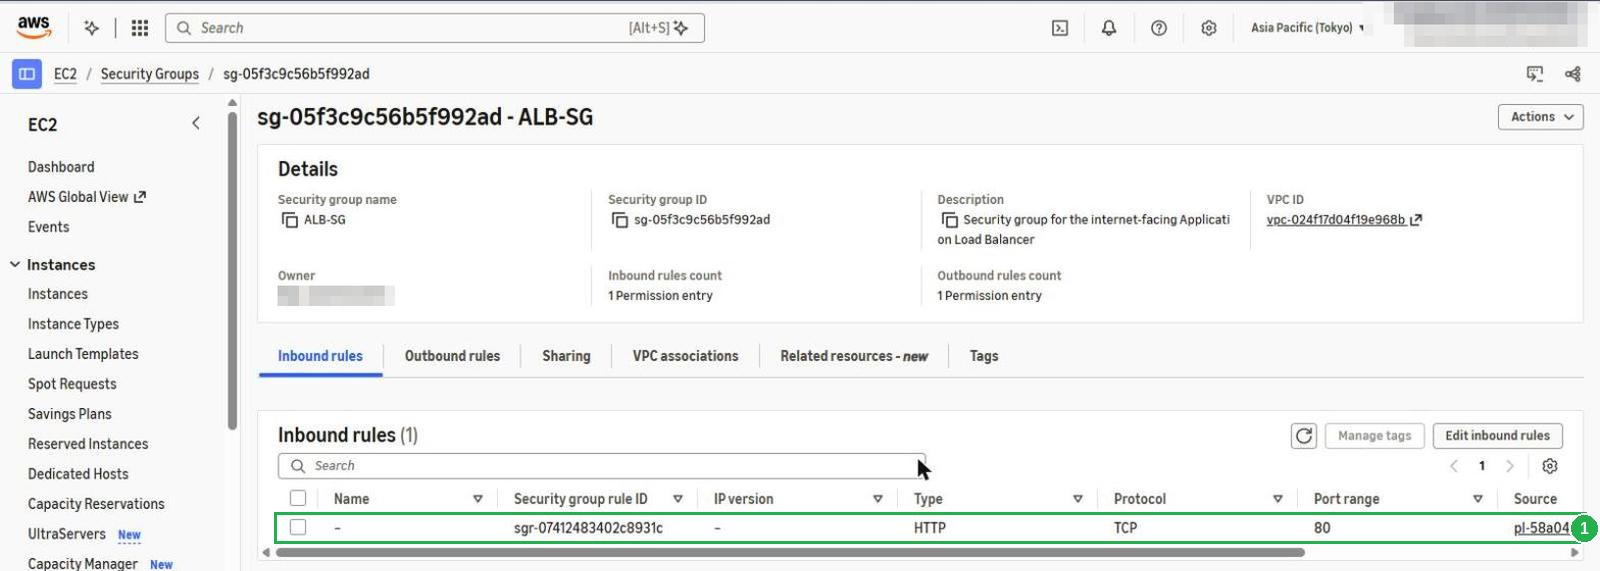 aws
Search [Alt+S]
Asia Pacific (Tokyo)
EC2 / Security Groups / sg-05f3c9c56b5f992ad
EC2
Dashboard
AWS Global View
Events
Instances
Instances
Instance Types
Launch Templates
Spot Requests
Savings Plans
Reserved Instances
Dedicated Hosts
Capacity Reservations
UltraServers New
Capacity Manager New
sg-05f3c9c56b5f992ad - ALB-SG
Actions
Details
Security group name
ALB-SG
Security group ID
sg-05f3c9c56b5f992ad
Description
Security group for the internet-facing Applicati
on Load Balancer
VPC ID
vpc-024f17d04f19e968b
Owner
Inbound rules count
1 Permission entry
Outbound rules count
1 Permission entry
Inbound rules Outbound rules Sharing VPC associations Related resources - new Tags
Inbound rules (1)
Manage tags Edit inbound rules
Search
1
Name Security group rule ID IP version Type Protocol Port range Source
– sgr-07412483402c8931c – HTTP TCP 80 pl-58a04 1